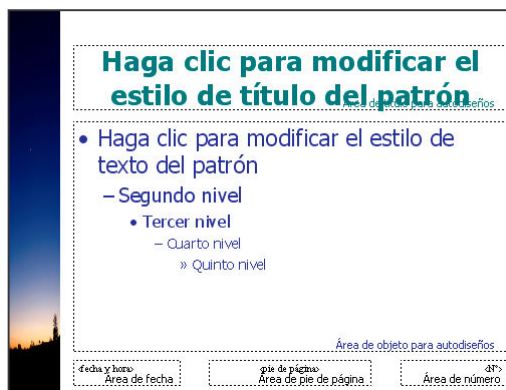 Haga clic para modificar el
estilo de título del patrón
Área de título para autodiseños
• Haga clic para modificar el estilo de
texto del patrón
– Segundo nivel
• Tercer nivel
– Cuarto nivel
» Quinto nivel
Área de objeto para autodiseños
<fecha y hora>
Área de fecha
<pie de página>
Área de pie de página
<Nº>
Área de número